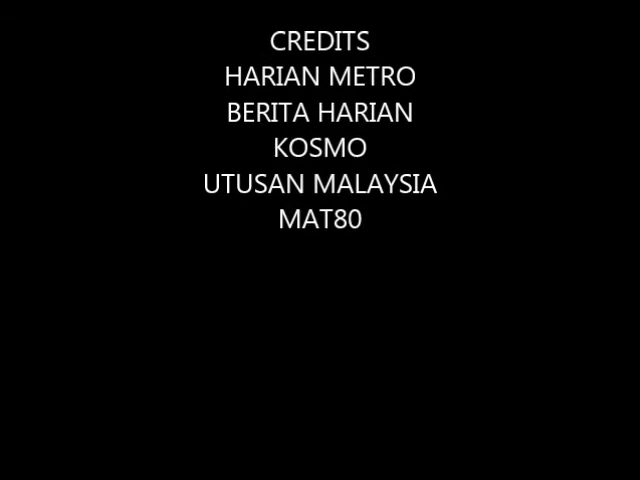 CREDITS
HARIAN METRO
BERITA HARIAN
KOSMO
UTUSAN MALAYSIA
MAT80